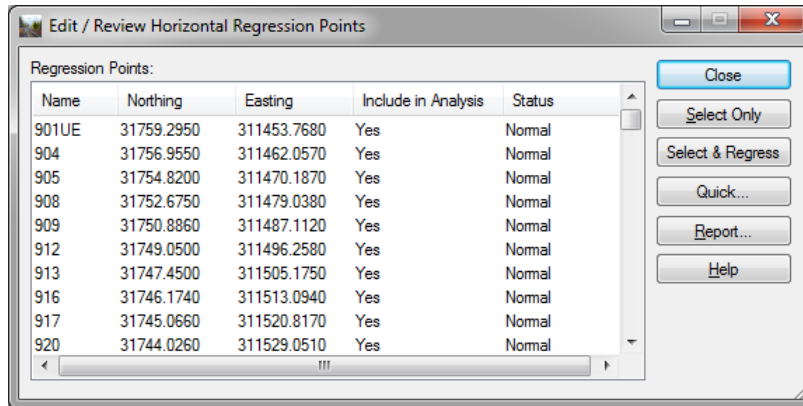 Edit / Review Horizontal Regression Points
Regression Points:
Name Northing Easting Include in Analysis Status
901UE 31759.2950 311453.7680 Yes Normal
904 31756.9550 311462.0570 Yes Normal
905 31754.8200 311470.1870 Yes Normal
908 31752.6750 311479.0380 Yes Normal
909 31750.8860 311487.1120 Yes Normal
912 31749.0500 311496.2580 Yes Normal
913 31747.4500 311505.1750 Yes Normal
916 31746.1740 311513.0940 Yes Normal
917 31745.0660 311520.8170 Yes Normal
920 31744.0260 311529.0510 Yes Normal
Close
Select Only
Select & Regress
Quick...
Report...
Help